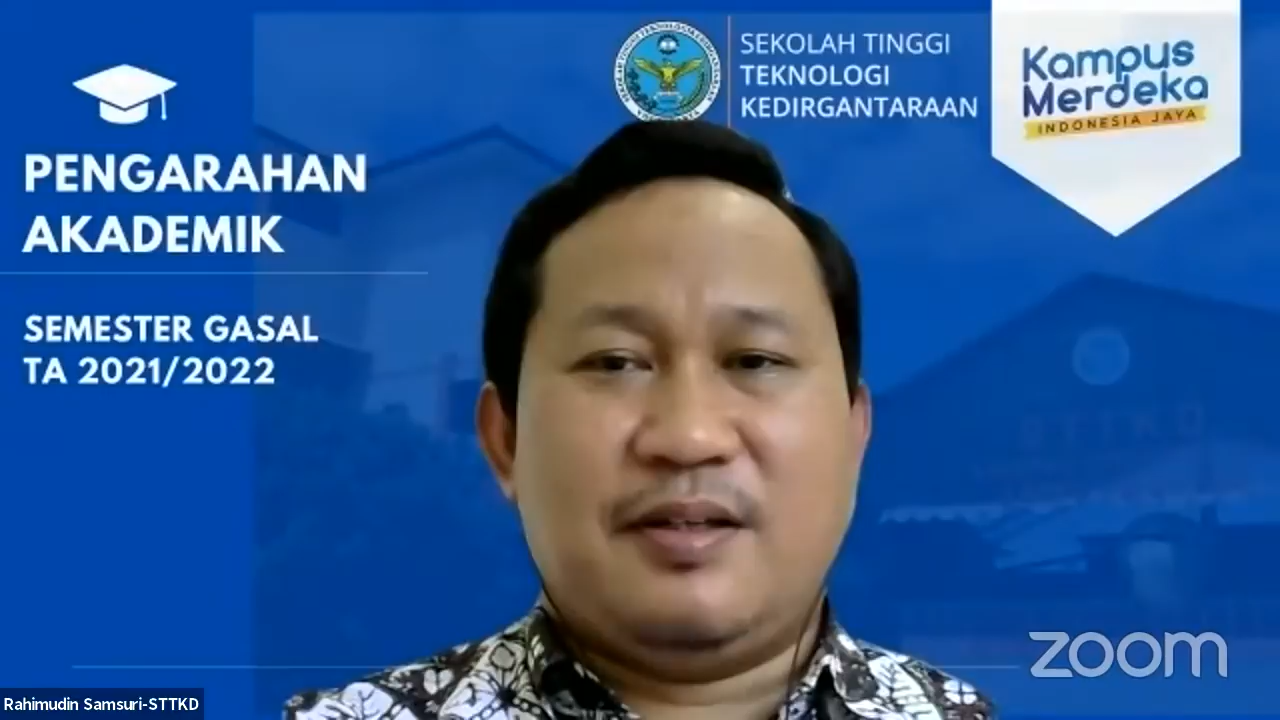 PENGARAHAN
AKADEMIK
SEMESTER GASAL
TA 2021/2022
SEKOLAH TINGGI
TEKNOLOGI
KEDIRGANTARAAN
Kampus
Merdeka
INDONESIA JAYA
zoom
Rahimudin Samsuri-STTKD